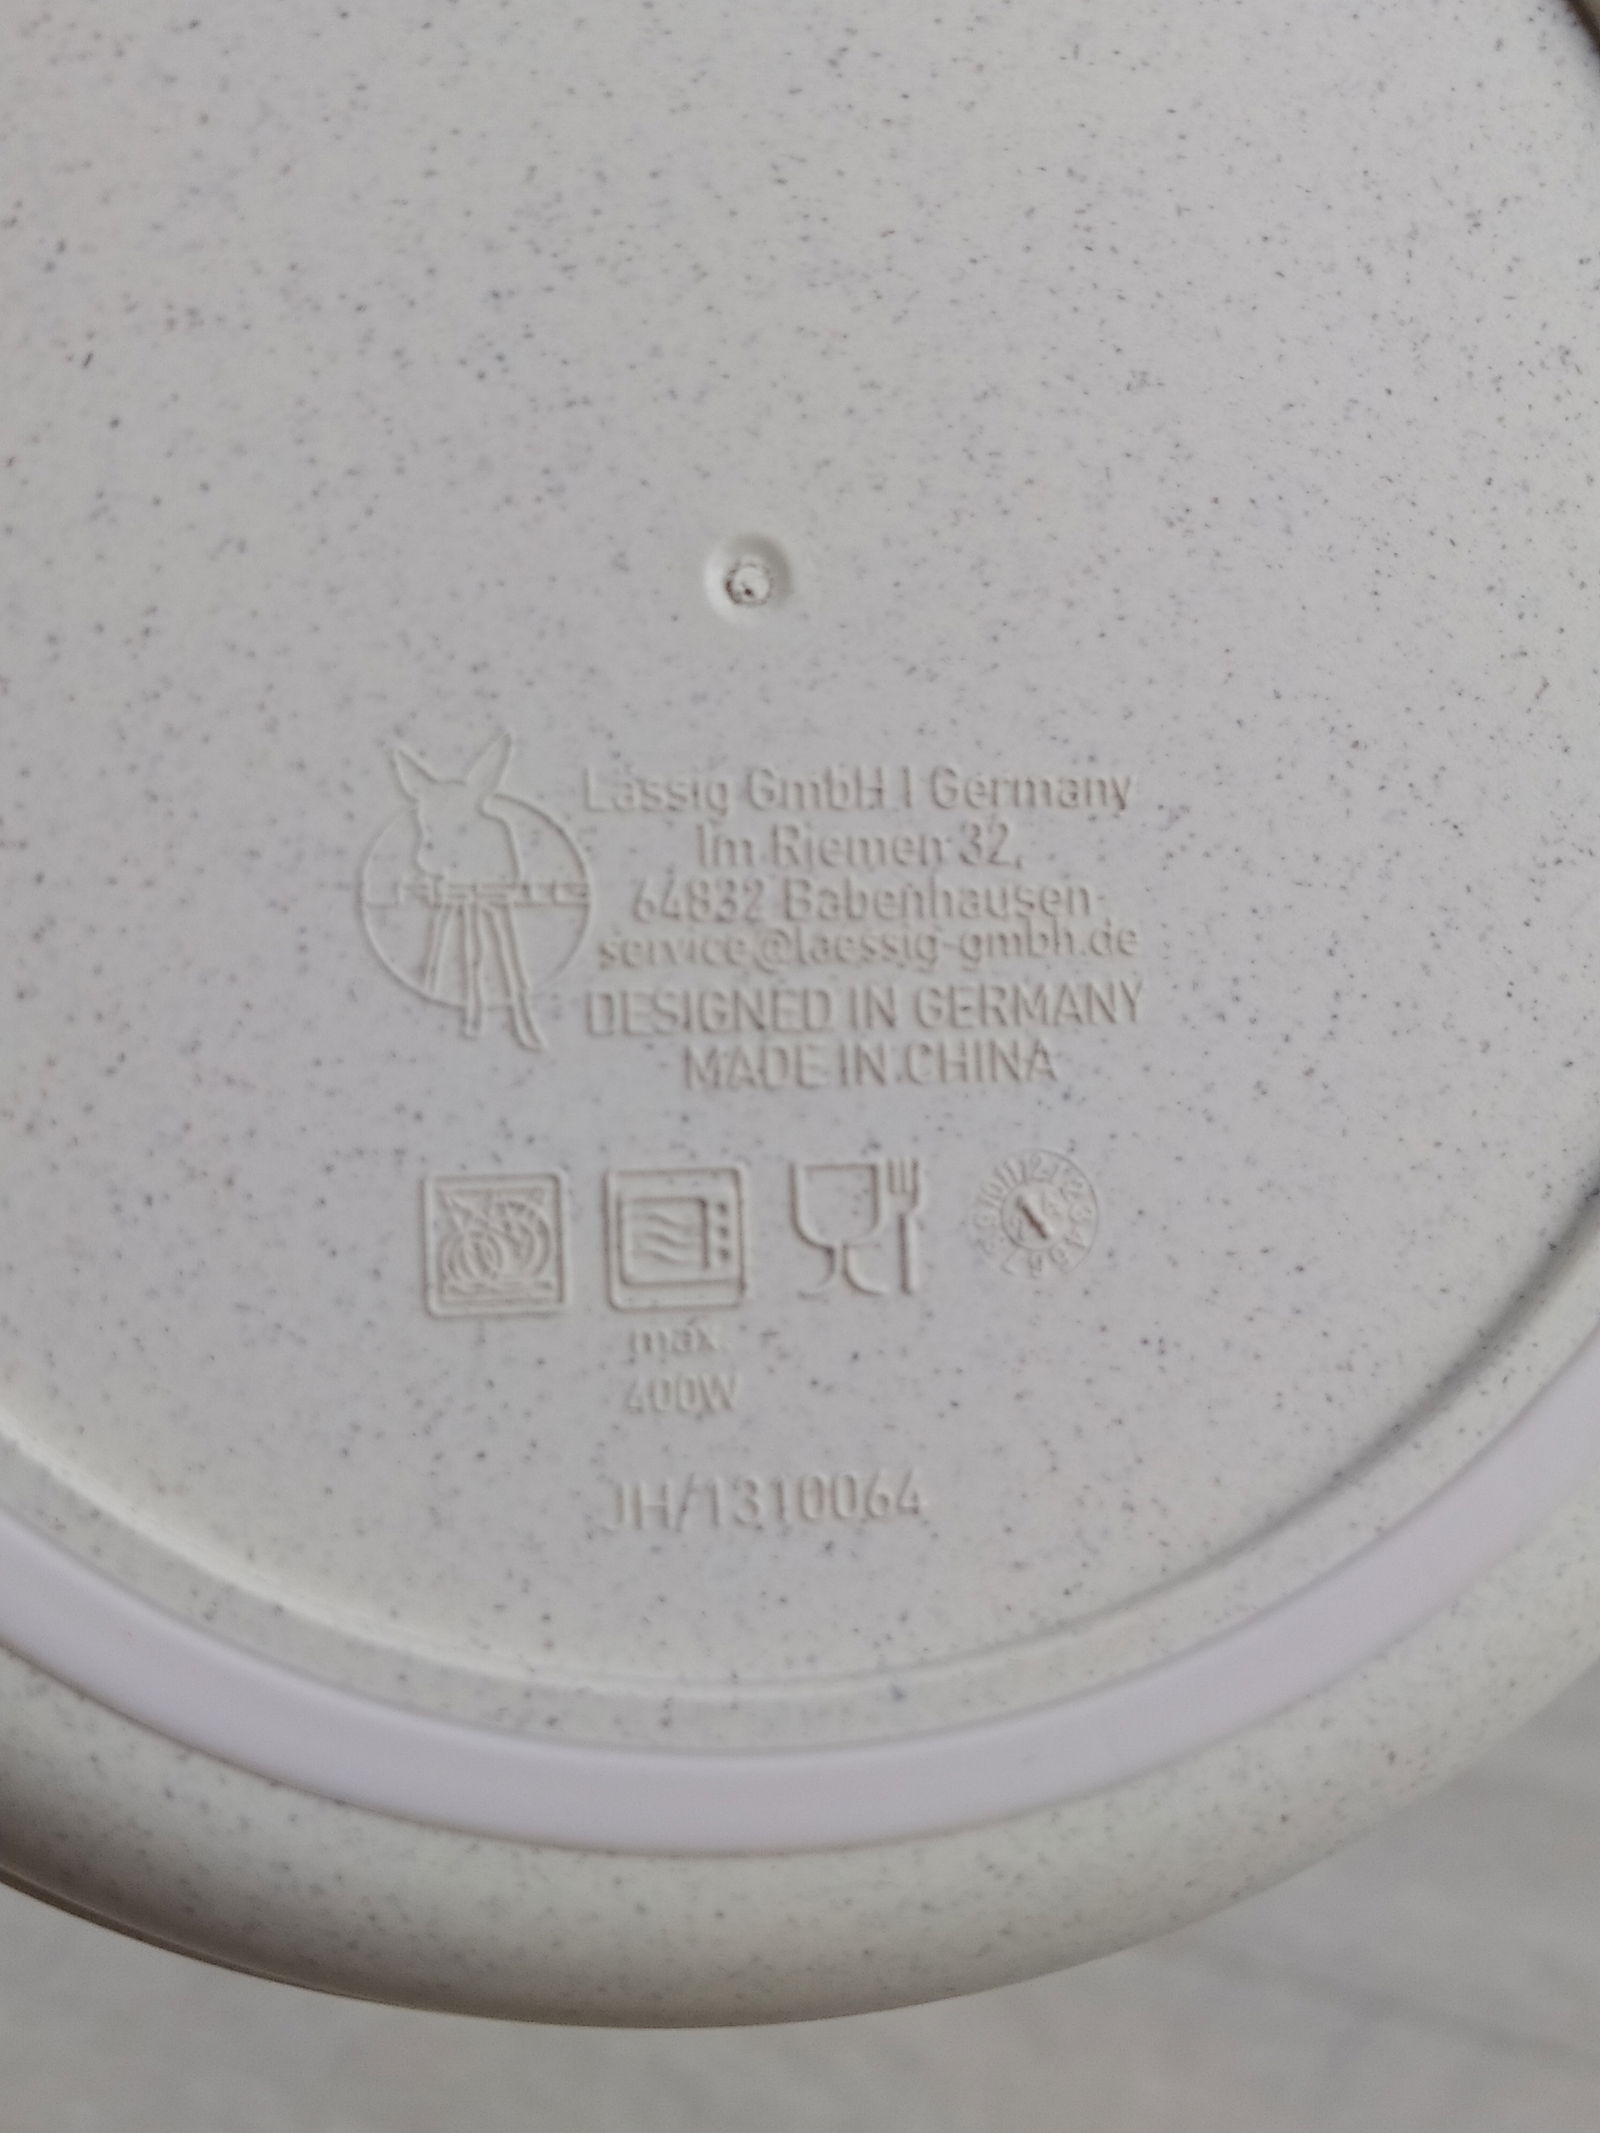 Lässig GmbH | Germany
Im Riemen 32,
64832 Babenhausen
service@laessig-gmbh.de
DESIGNED IN GERMANY
MADE IN CHINA
max.
400W
JH/1310064